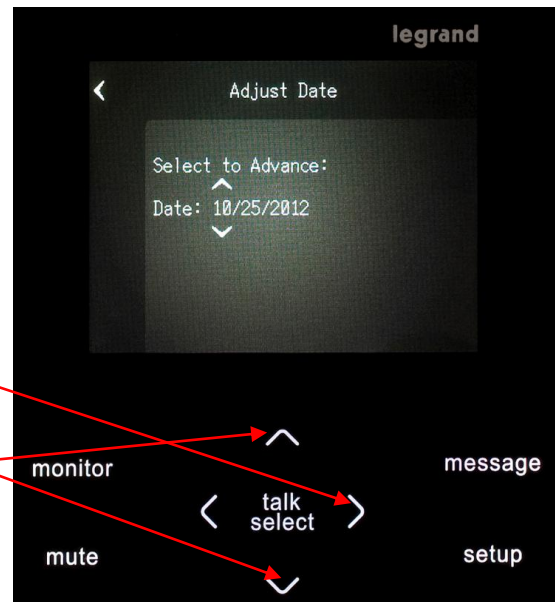 legrand
Adjust Date
Select to Advance:
Date: 10/25/2012
monitor
message
talk
select
mute
setup